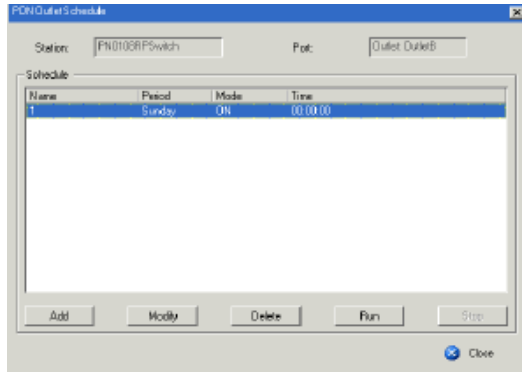 PDN Outlet Schedule
Station: PN0108RPSwitch Port: Outlet OutletB
Schedule
Name Period Mode Time
1 Sunday ON 00:00:00
Add Modify Delete Run Stop
Close